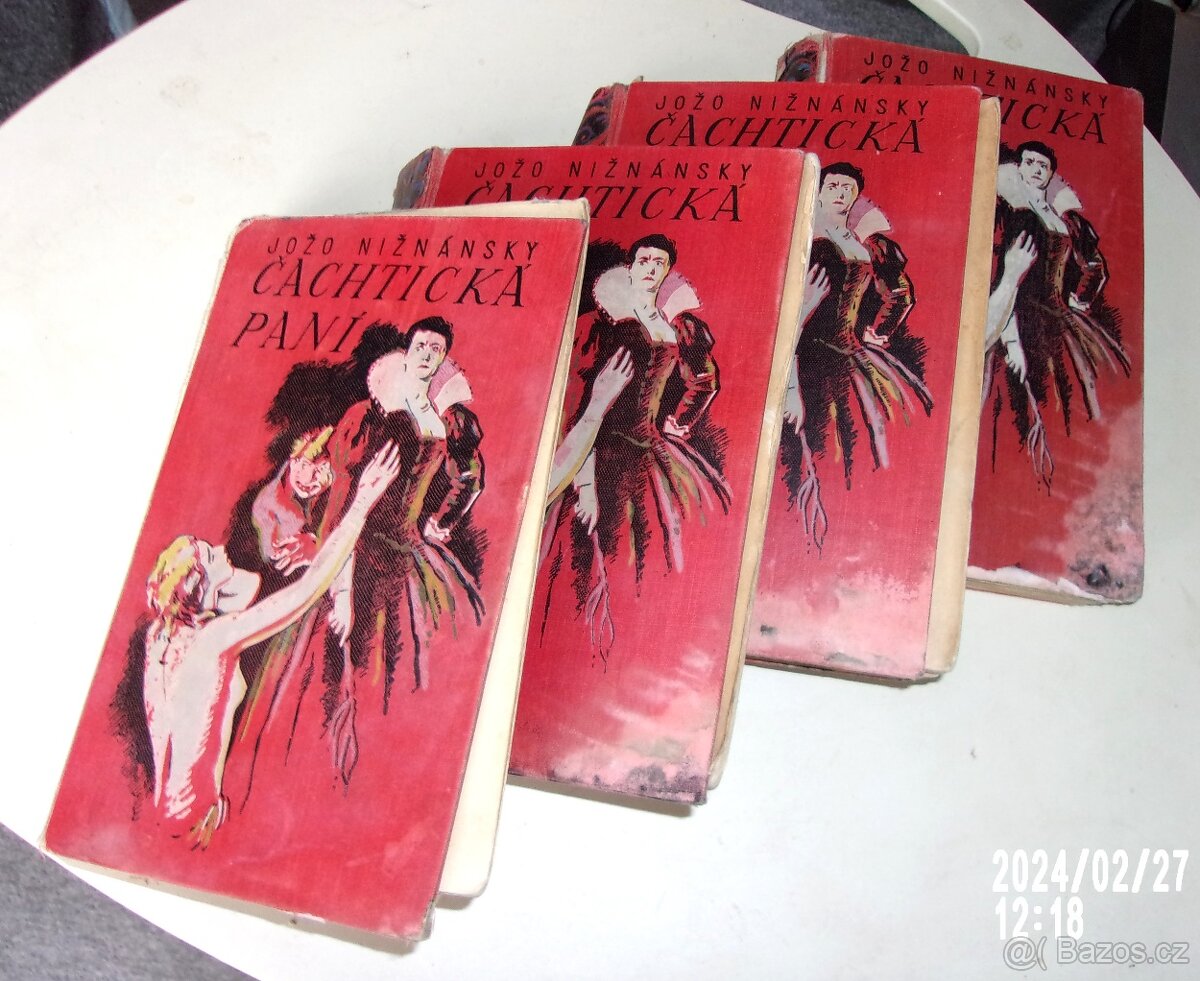 JOŽO NIŽNÁNSKY
ČACHTICKÁ
PANÍ
JOŽO NIŽNÁNSKY
ČACHTICKÁ
JOŽO NIŽNÁNSKY
ČACHTICKÁ
JOŽO NIŽNÁNSKY
ČACHTICKÁ
2024/02/27
12:18
@( Bazos.cz